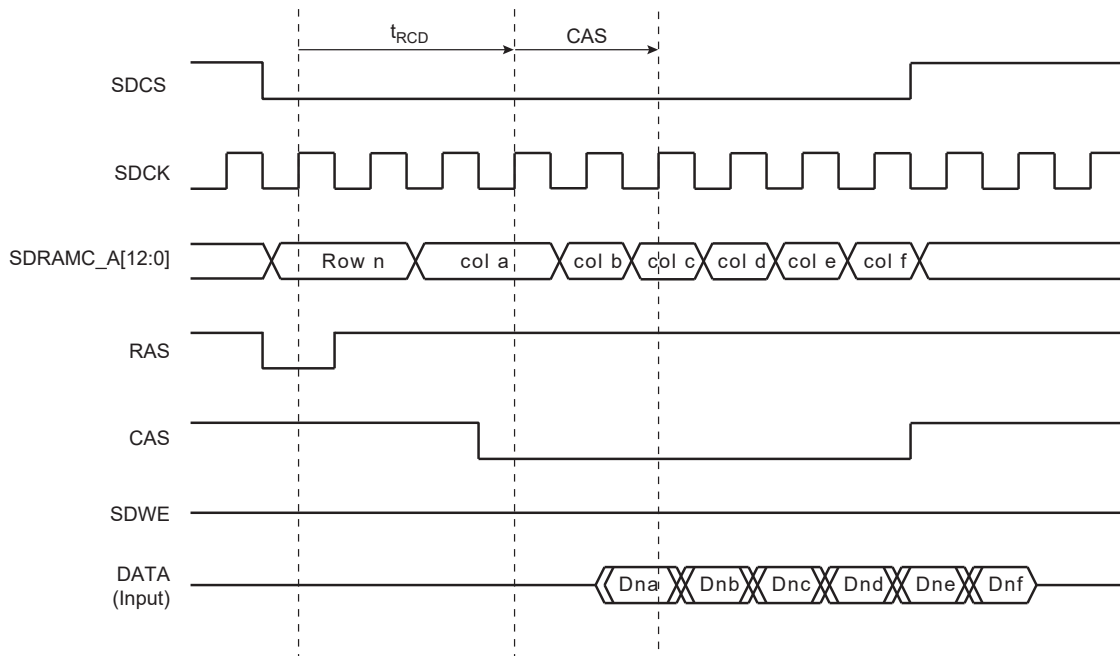 tRCD
CAS
SDCS
SDCK
SDRAMC_A[12:0]
Row n
col a
col b
col c
col d
col e
col f
RAS
CAS
SDWE
DATA
(Input)
Dna
Dnb
Dnc
Dnd
Dne
Dnf